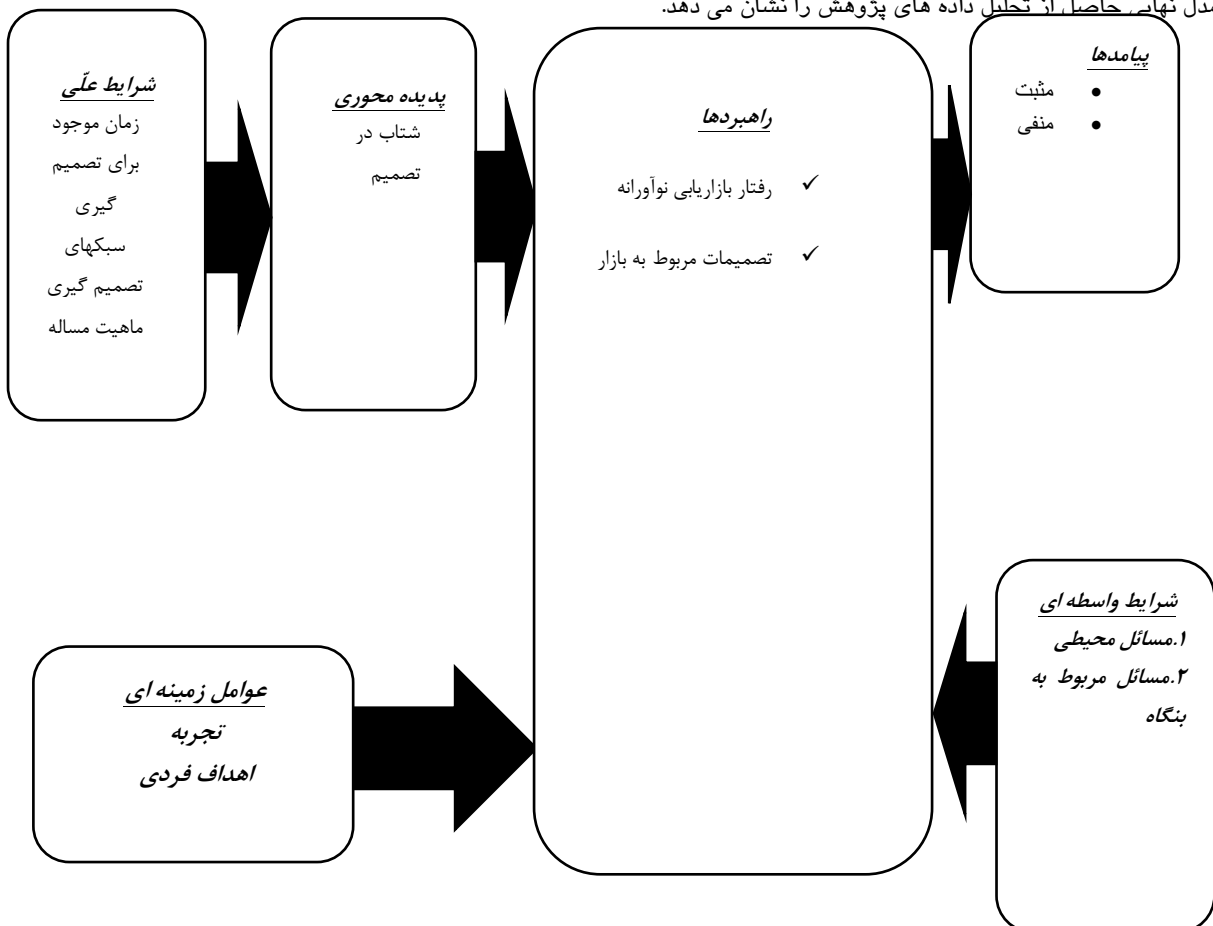 مدل نهایی حاصل از تحلیل داده های پژوهش را نشان می دهد.
پیامدها
• مثبت
• منفی
راهبردها
✓ رفتار بازاریابی نوآورانه
✓ تصمیمات مربوط به بازار
پدیده محوری
شتاب در
تصمیم
شرایط علّی
زمان موجود
برای تصمیم
گیری
سبکهای
تصمیم گیری
ماهیت مساله
شرایط واسطه ای
۱.مسائل محیطی
۲.مسائل مربوط به
بنگاه
عوامل زمینه ای
تجربه
اهداف فردی